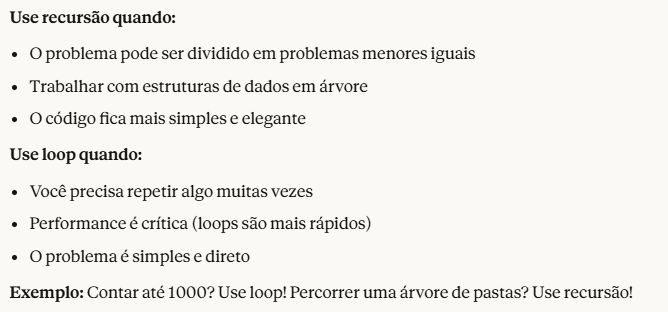 Use recursão quando:
• O problema pode ser dividido em problemas menores iguais
• Trabalhar com estruturas de dados em árvore
• O código fica mais simples e elegante
Use loop quando:
• Você precisa repetir algo muitas vezes
• Performance é crítica (loops são mais rápidos)
• O problema é simples e direto
Exemplo: Contar até 1000? Use loop! Percorrer uma árvore de pastas? Use recursão!